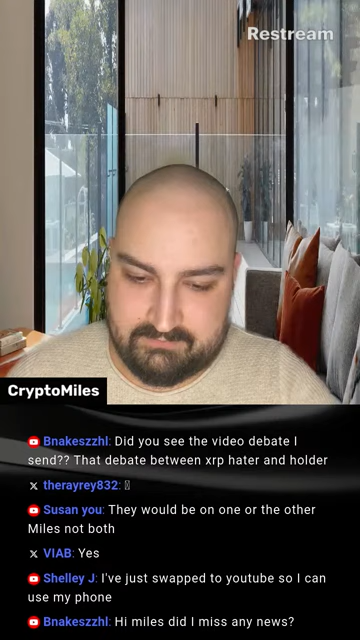 Restream
CryptoMiles
Bnakeszzhl: Did you see the video debate I
send?? That debate between xrp hater and holder
therayrey832:
Susan you: They would be on one or the other
Miles not both
VIAB: Yes
Shelley J: I've just swapped to youtube so I can
use my phone
Bnakeszzhl: Hi miles did I miss any news?